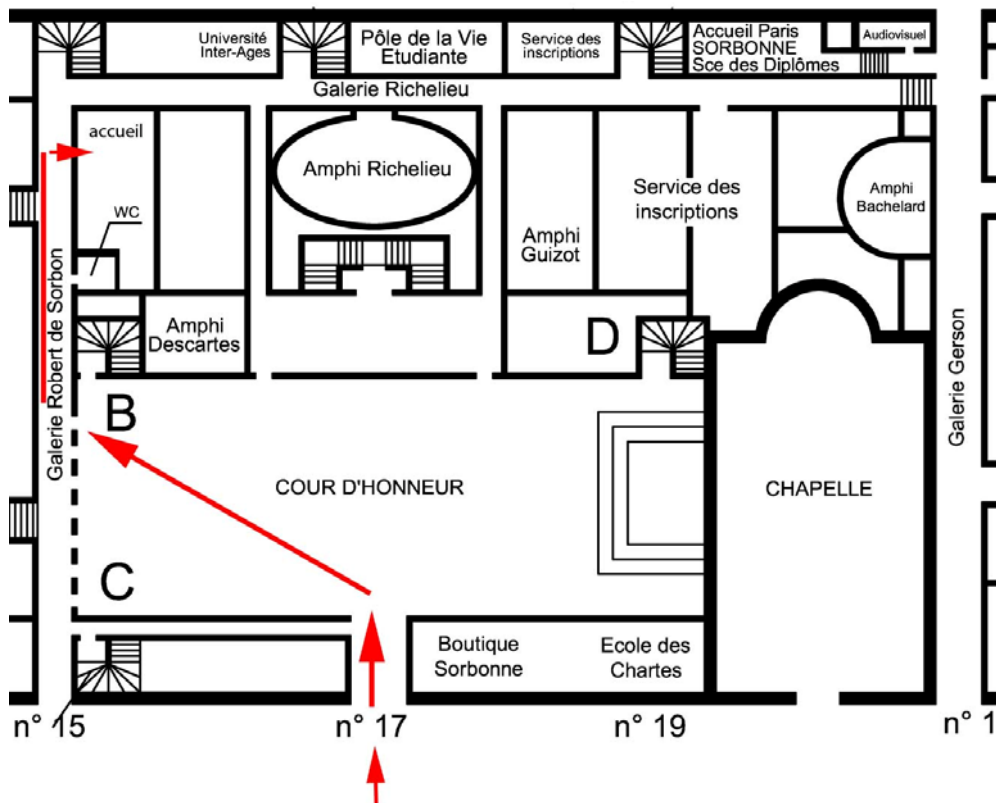 Université
Inter-Ages
Pôle de la Vie
Etudiante
Service des
inscriptions
Accueil Paris
SORBONNE
Sce des Diplômes
Audiovisuel
Galerie Richelieu
accueil
WC
Amphi Richelieu
Amphi
Guizot
Service des
inscriptions
Amphi
Bachelard
Galerie Robert de Sorbon
Amphi
Descartes
D
B
Galerie Gerson
COUR D'HONNEUR
CHAPELLE
C
Boutique
Sorbonne
Ecole des
Chartes
n° 15
n° 17
n° 19
n° 1